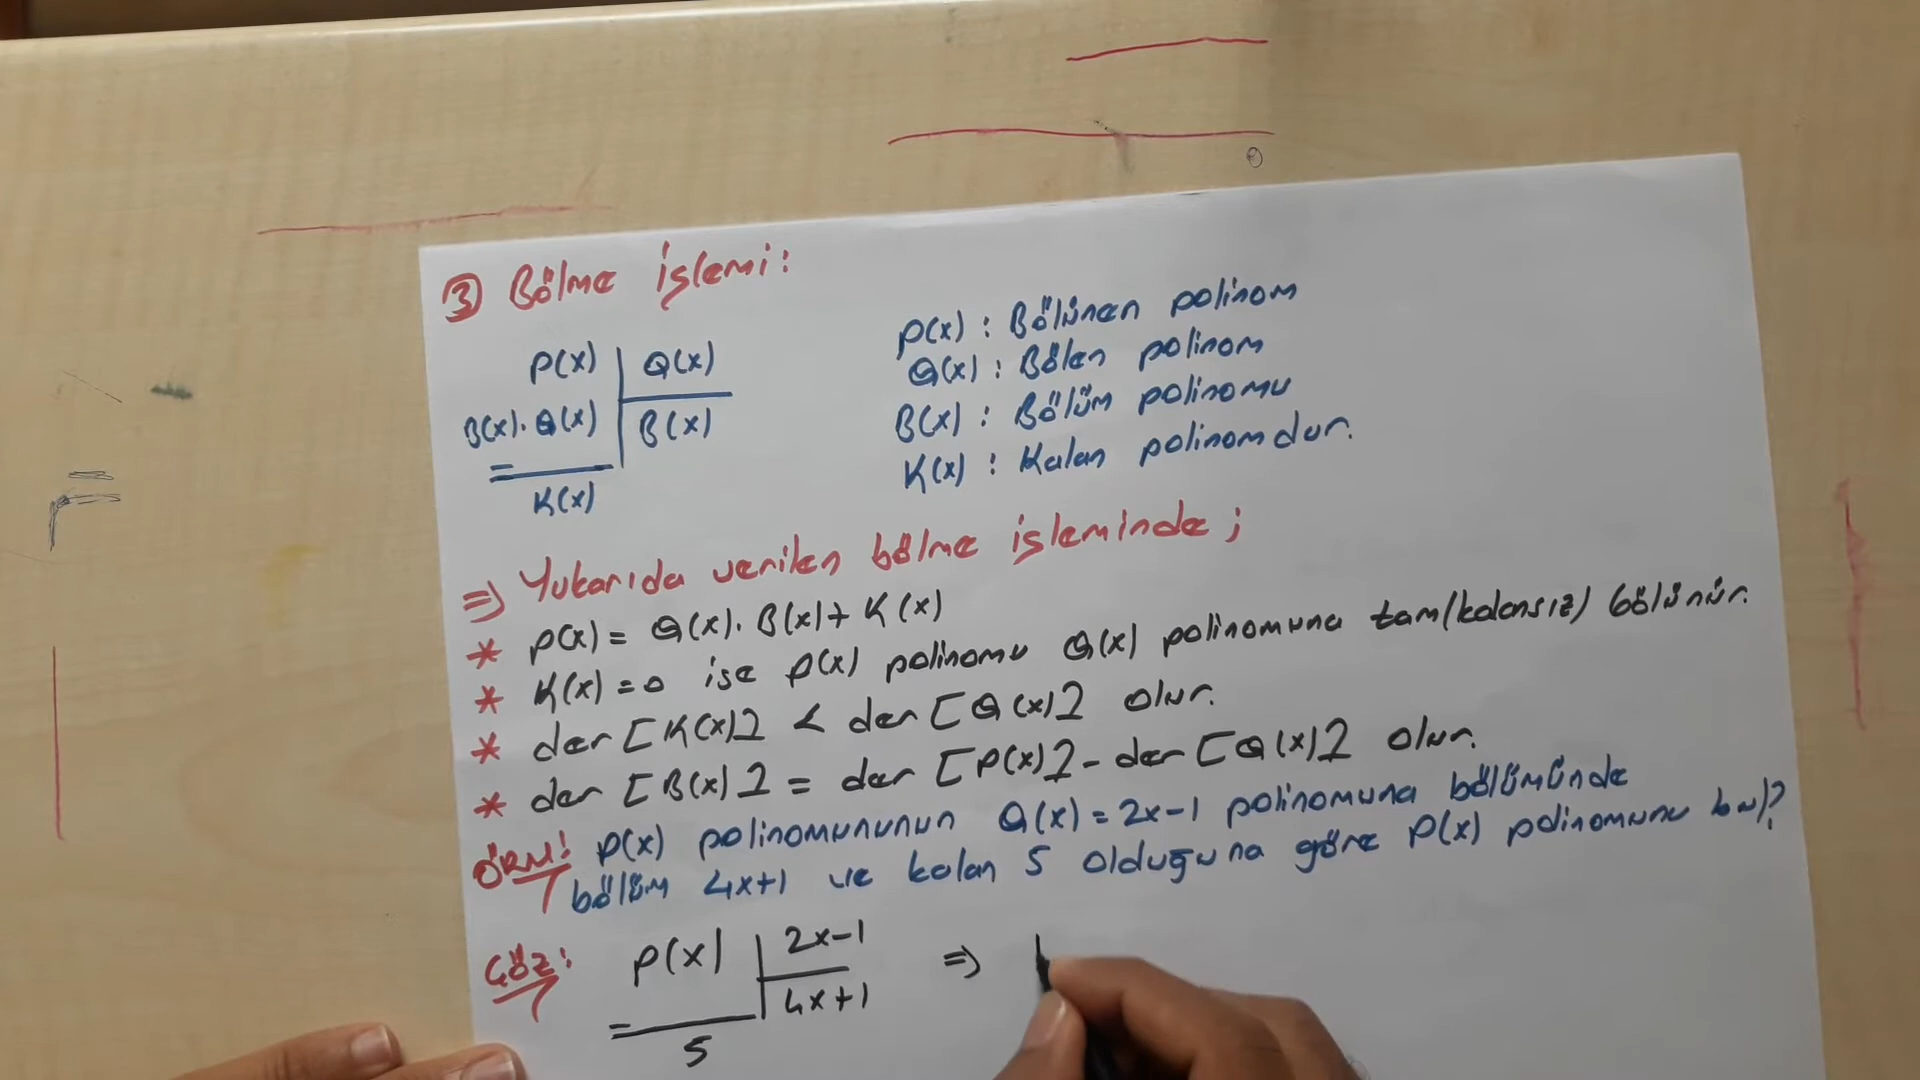 ③ Bölme işlemi:
P(x) | Q(x)
B(x).Q(x) | B(x)
K(x)
P(x) : Bölünen polinom
Q(x) : Bölen polinom
B(x) : Bölüm polinomu
K(x) : Kalan polinomdur.
⇒ Yukarıda verilen bölme işleminde;
* P(x) = Q(x). B(x)+ K(x)
* K(x)=0 ise P(x) polinomu Q(x) polinomuna tam(kalansız) bölünür.
* der[K(x)] < der[Q(x)] olur.
* der[B(x)] = der[P(x)]-der[Q(x)] olur.
ÖRN: P(x) polinomununun Q(x)=2x-1 polinomuna bölümünde
bölüm 4x+1 ve kalan 5 olduğuna göre P(x) polinomunu bul?
ÇÖZ: P(x) | 2x-1 ⇒
4x+1
5